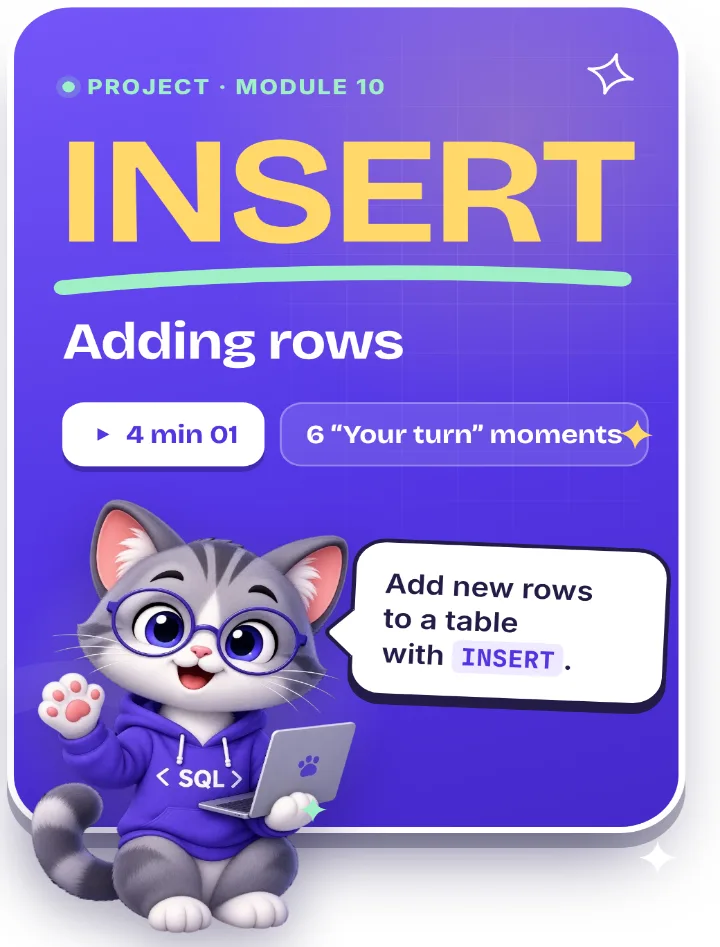 PROJECT · MODULE 10
INSERT
Adding rows
4 min 01
6 “Your turn” moments
Add new rows
to a table
with INSERT.
< SQL >